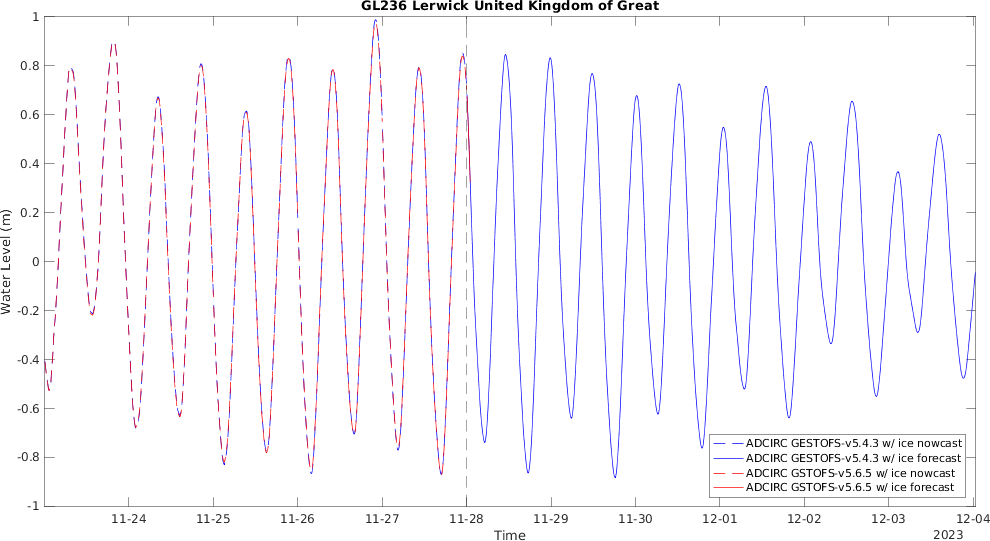 GL236 Lerwick United Kingdom of Great
1
0.8
0.6
0.4
0.2
0
-0.2
-0.4
-0.6
-0.8
-1
Water Level (m)
ADCIRC GESTOFS-v5.4.3 w/ ice nowcast
ADCIRC GESTOFS-v5.4.3 w/ ice forecast
ADCIRC GSTOFS-v5.6.5 w/ ice nowcast
ADCIRC GSTOFS-v5.6.5 w/ ice forecast
11-24 11-25 11-26 11-27 11-28 11-29 11-30 12-01 12-02 12-03 12-04
Time
2023